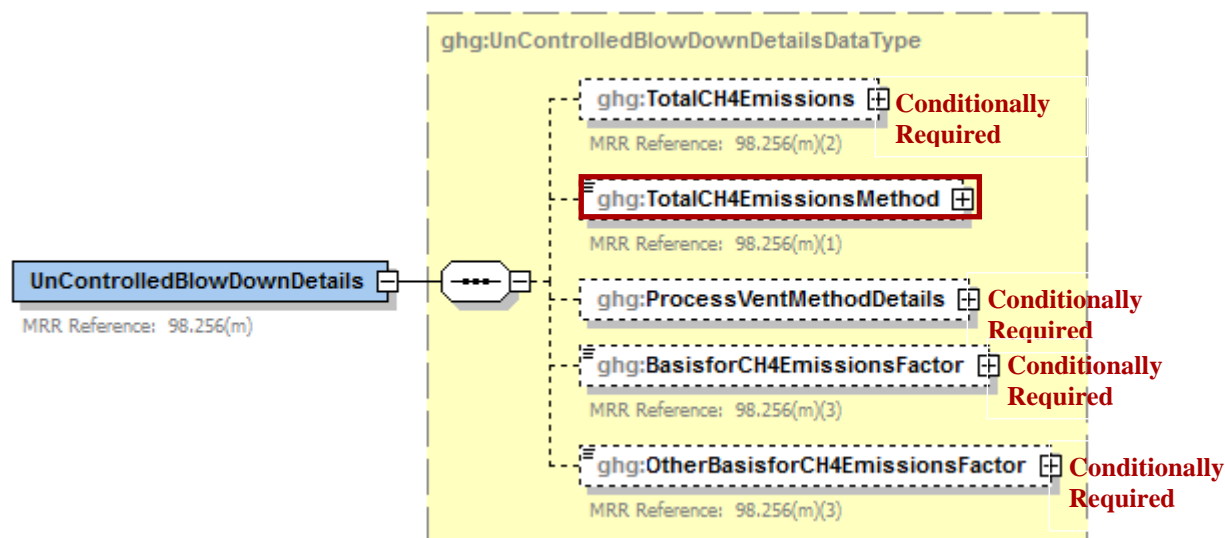 ghg:UnControlledBlowDownDetailsDataType
ghg:TotalCH4Emissions
Conditionally
Required
MRR Reference: 98.256(m)(2)
ghg:TotalCH4EmissionsMethod
MRR Reference: 98.256(m)(1)
UnControlledBlowDownDetails
MRR Reference: 98.256(m)
ghg:ProcessVentMethodDetails
Conditionally
Required
ghg:BasisforCH4EmissionsFactor
Conditionally
Required
MRR Reference: 98.256(m)(3)
ghg:OtherBasisforCH4EmissionsFactor
Conditionally
Required
MRR Reference: 98.256(m)(3)